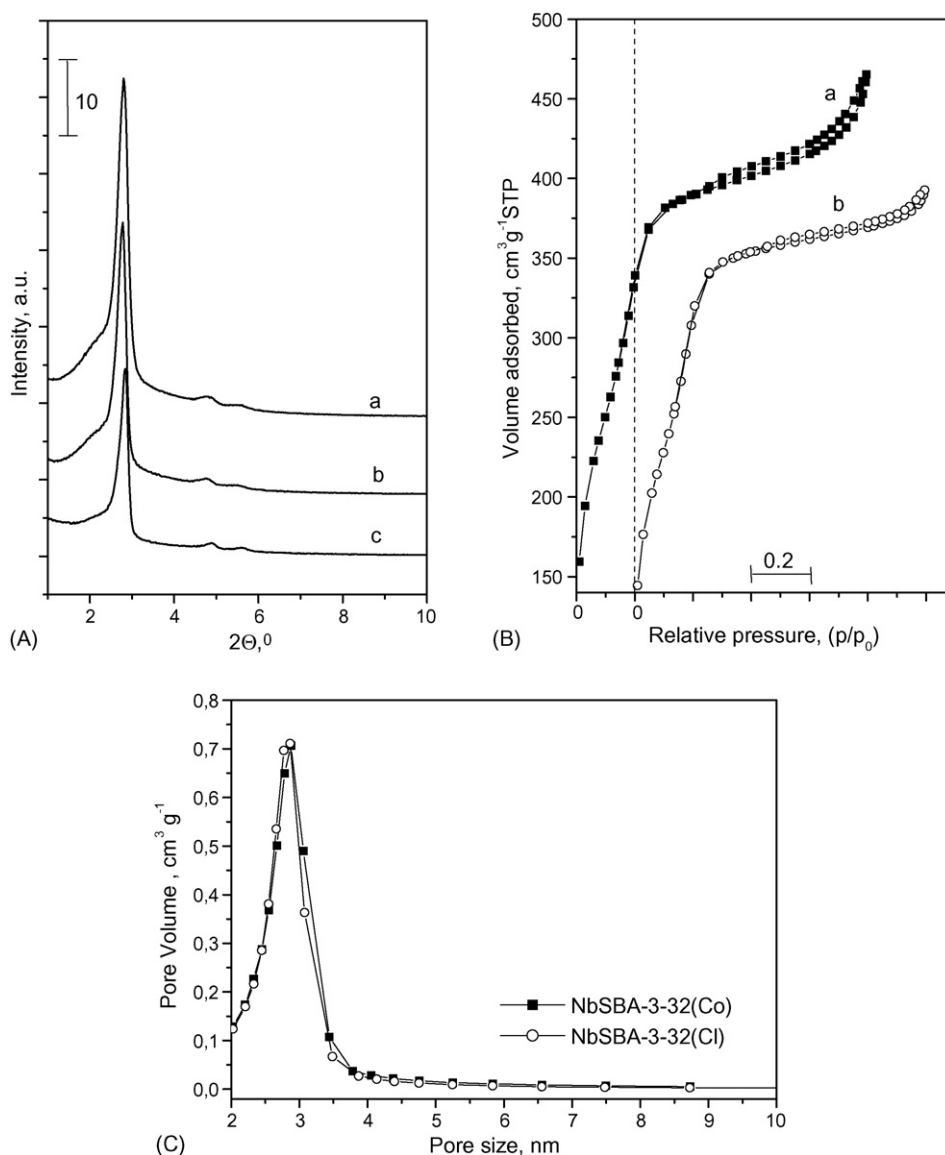 10
Intensity, a.u.
a
b
c
2 4 6 8 10
2Θ,⁰
(A)
500
450
400
350
300
250
200
150
Volume adsorbed, cm³g⁻¹STP
a
b
0.2
0 0
Relative pressure, (p/p₀)
(B)
0,8
0,7
0,6
0,5
0,4
0,3
0,2
0,1
0,0
Pore Volume , cm³ g⁻¹
NbSBA-3-32(Co)
NbSBA-3-32(Cl)
2 3 4 5 6 7 8 9 10
Pore size, nm
(C)